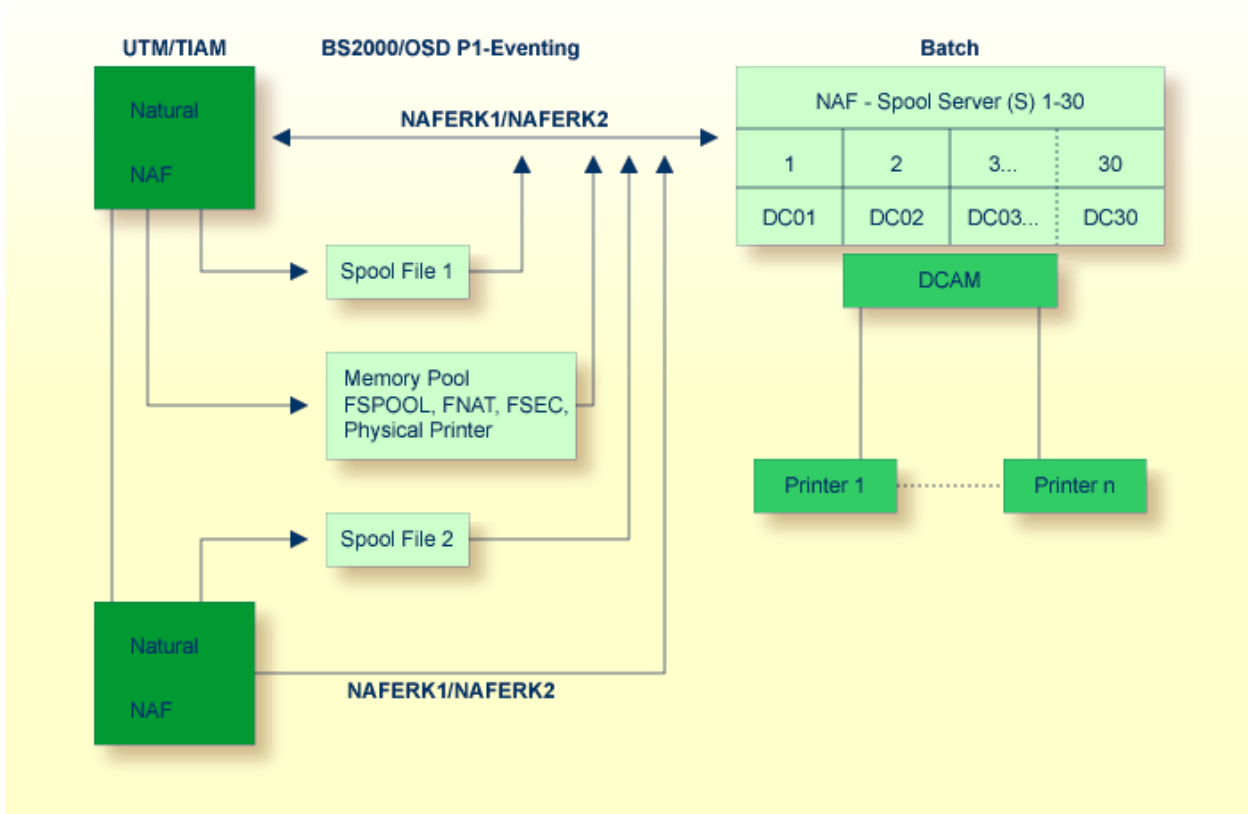 UTM/TIAM
BS2000/OSD P1-Eventing
Batch
Natural
NAF
NAFERK1/NAFERK2
NAF - Spool Server (S) 1-30
1
2
3...
30
DC01
DC02
DC03...
DC30
DCAM
Spool File 1
Memory Pool
FSPOOL, FNAT, FSEC,
Physical Printer
Printer 1
Printer n
Spool File 2
Natural
NAF
NAFERK1/NAFERK2